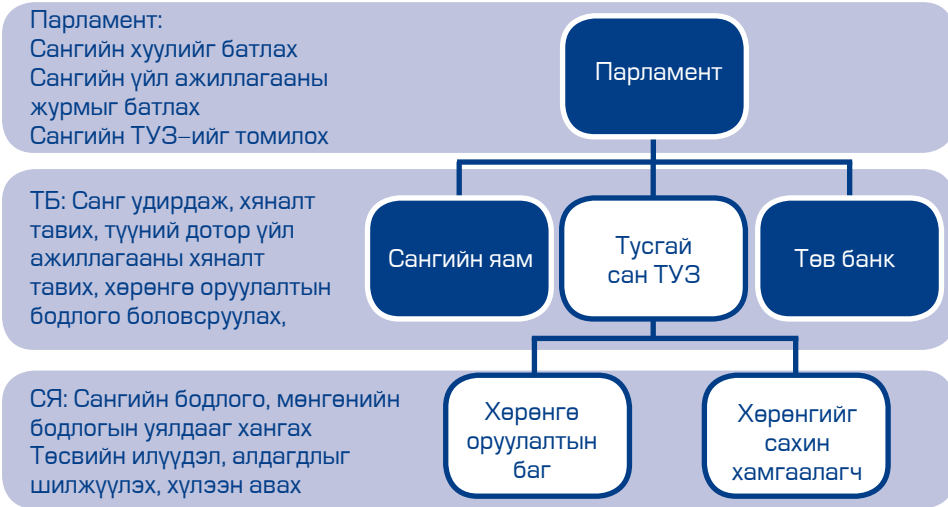 Парламент:
Сангийн хуулийг батлах
Сангийн үйл ажиллагааны
журмыг батлах
Сангийн ТУЗ–ийг томилох
Парламент
ТБ: Санг удирдаж, хяналт
тавих, түүний дотор үйл
ажиллагааны хяналт
тавих, хөрөнгө оруулалтын
бодлого боловсруулах,
Сангийн яам
Тусгай
сан ТУЗ
Төв банк
СЯ: Сангийн бодлого, мөнгөнийн
бодлогын уялдааг хангах
Төсвийн илүүдэл, алдагдлыг
шилжүүлэх, хүлээн авах
Хөрөнгө
оруулалтын
баг
Хөрөнгийг
сахин
хамгаалагч